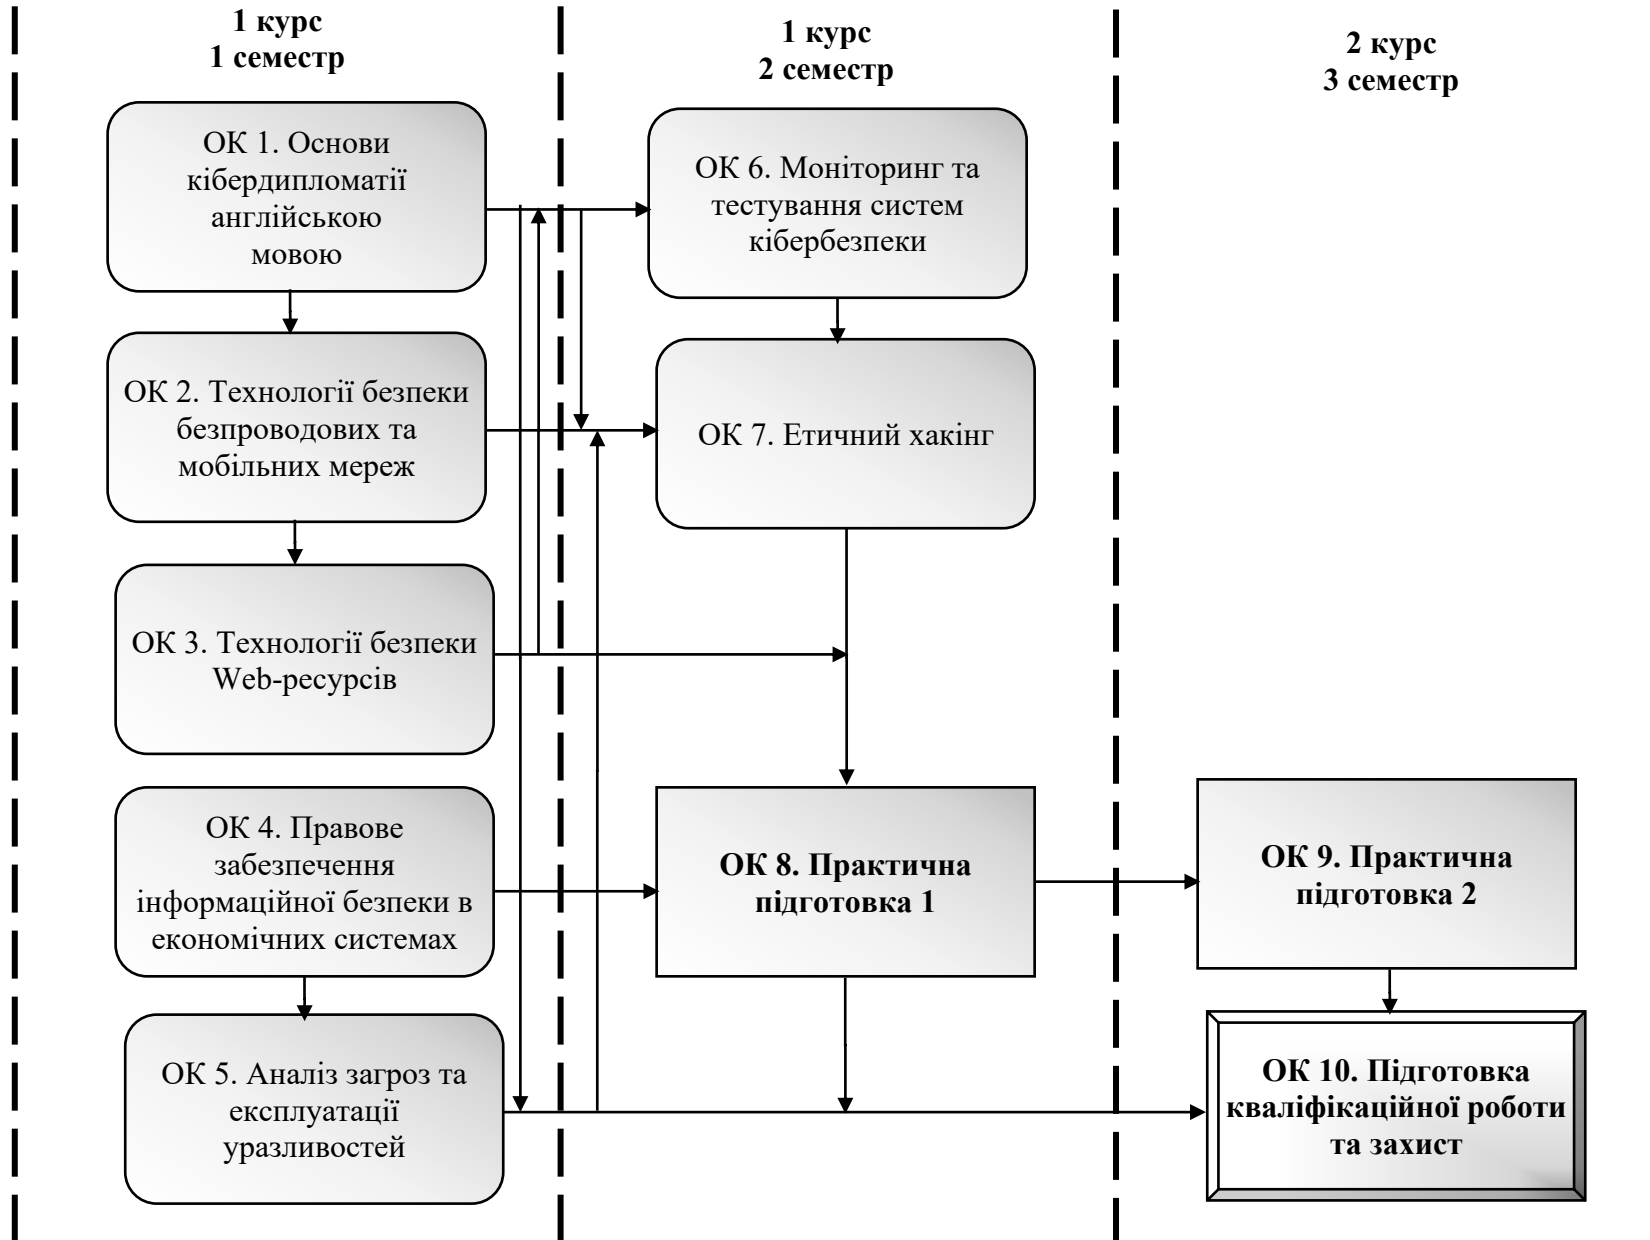 1 курс
1 семестр
1 курс
2 семестр
2 курс
3 семестр
ОК 1. Основи
кібердипломатії
англійською
мовою
ОК 2. Технології безпеки
безпроводових та
мобільних мереж
ОК 3. Технології безпеки
Web-ресурсів
ОК 4. Правове
забезпечення
інформаційної безпеки в
економічних системах
ОК 5. Аналіз загроз та
експлуатації
уразливостей
ОК 6. Моніторинг та
тестування систем
кібербезпеки
ОК 7. Етичний хакінг
ОК 8. Практична
підготовка 1
ОК 9. Практична
підготовка 2
ОК 10. Підготовка
кваліфікаційної роботи
та захист